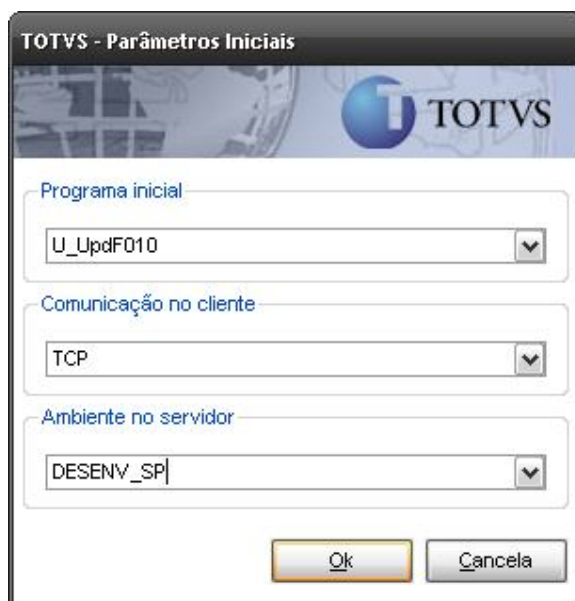 TOTVS - Parâmetros Iniciais
TOTVS
Programa inicial
U_UpdF010
Comunicação no cliente
TCP
Ambiente no servidor
DESENV_SP
Ok Cancela